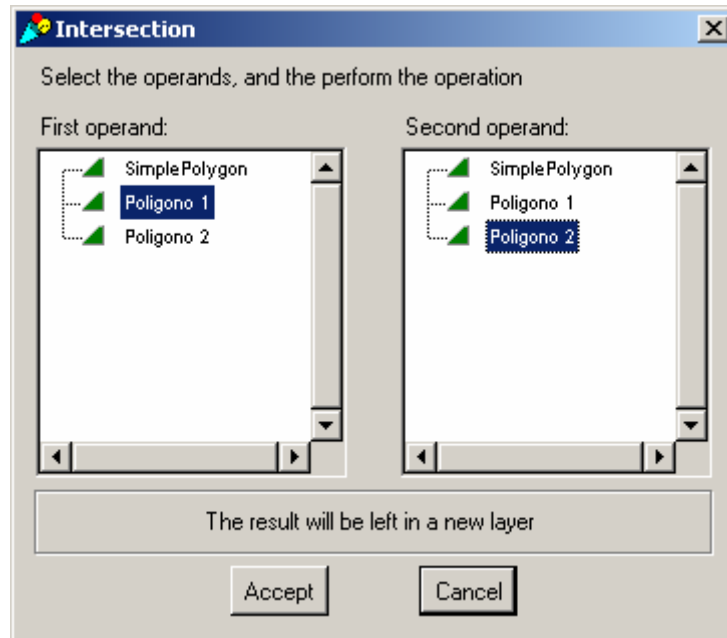 Intersection
Select the operands, and the perform the operation
First operand:
SimplePolygon
Poligono 1
Poligono 2
Second operand:
SimplePolygon
Poligono 1
Poligono 2
The result will be left in a new layer
Accept
Cancel